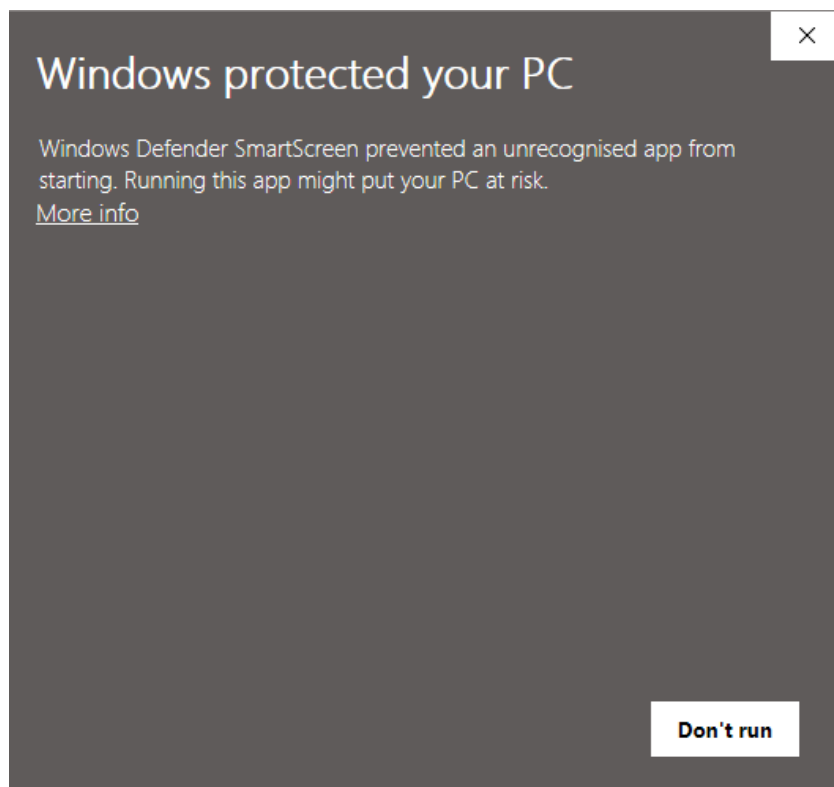 Windows protected your PC
Windows Defender SmartScreen prevented an unrecognised app from
starting. Running this app might put your PC at risk.
More info
Don't run